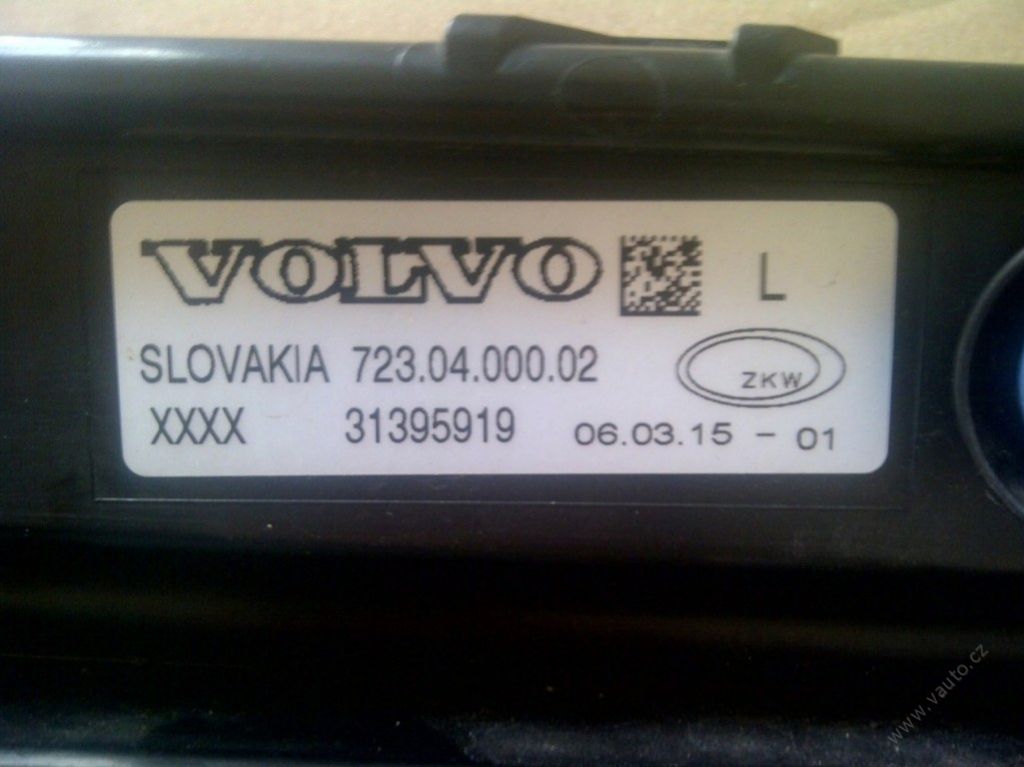 VOLVO L
SLOVAKIA 723.04.000.02 ZKW
XXXX 31395919 06.03.15 - 01
www.vauto.cz